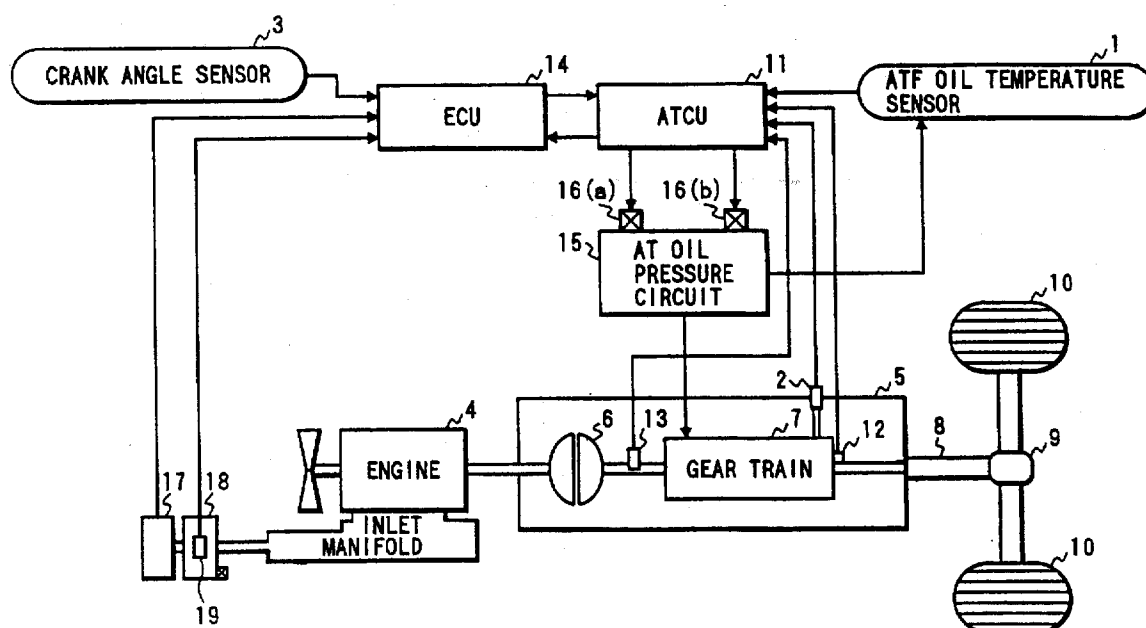 3
CRANK ANGLE SENSOR
14
ECU
11
ATCU
1
ATF OIL TEMPERATURE
SENSOR
16(a)
16(b)
15
AT OIL
PRESSURE
CIRCUIT
10
2
5
4
6
13
7
12
8
9
ENGINE
GEAR TRAIN
17
18
INLET
MANIFOLD
19
10